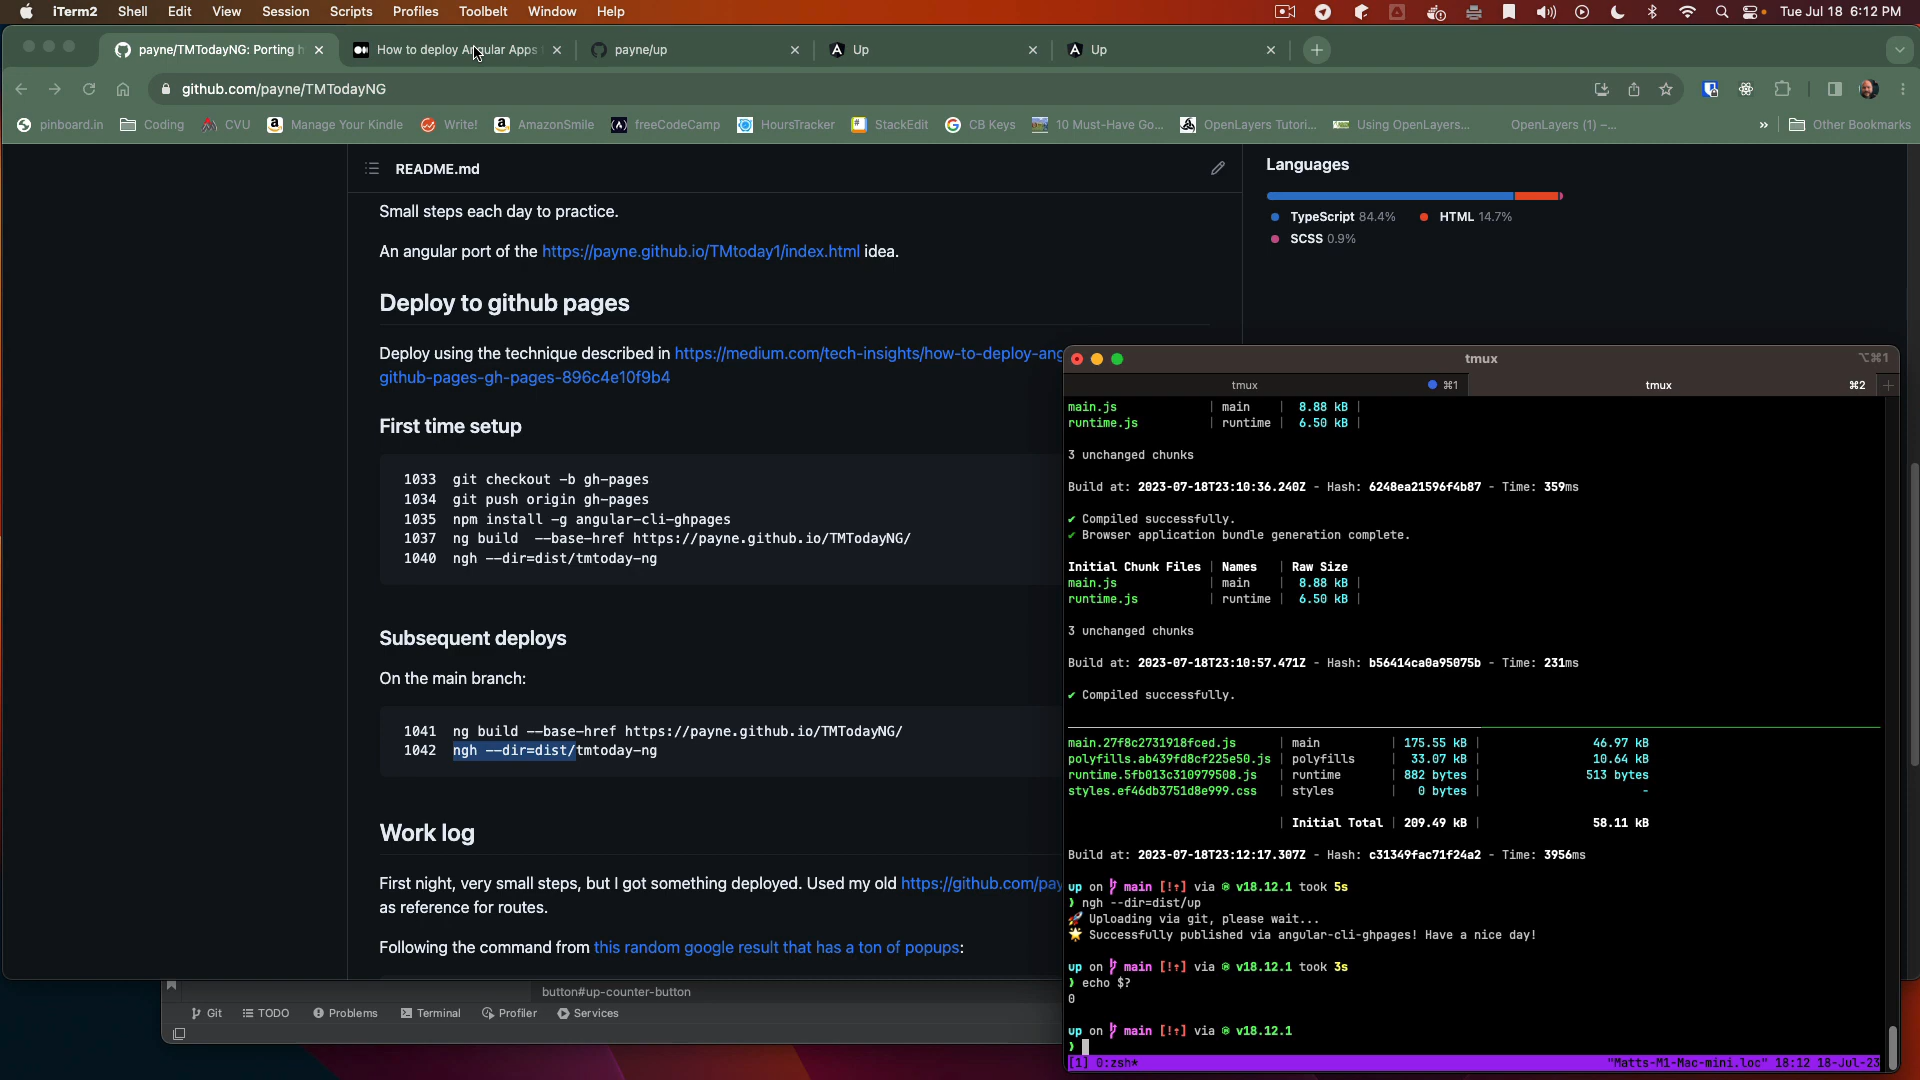 iTerm2 Shell Edit View Session Scripts Profiles Toolbelt Window Help Tue Jul 18 6:12 PM
payne/TMTodayNG: Porting h How to deploy Angular Apps payne/up Up Up
github.com/payne/TMTodayNG
pinboard.in Coding CVU Manage Your Kindle Write! AmazonSmile freeCodeCamp HoursTracker StackEdit CB Keys 10 Must-Have Go... OpenLayers Tutori... Using OpenLayers... OpenLayers (1) –... » Other Bookmarks
README.md
Small steps each day to practice.
An angular port of the https://payne.github.io/TMtoday1/index.html idea.
Deploy to github pages
Deploy using the technique described in https://medium.com/tech-insights/how-to-deploy-ang
github-pages-gh-pages-896c4e10f9b4
First time setup
1033 git checkout -b gh-pages
1034 git push origin gh-pages
1035 npm install -g angular-cli-ghpages
1037 ng build --base-href https://payne.github.io/TMTodayNG/
1040 ngh --dir=dist/tmtoday-ng
Subsequent deploys
On the main branch:
1041 ng build --base-href https://payne.github.io/TMTodayNG/
1042 ngh --dir=dist/tmtoday-ng
Work log
First night, very small steps, but I got something deployed. Used my old https://github.com/pay
as reference for routes.
Following the command from this random google result that has a ton of popups:
Languages
TypeScript 84.4% HTML 14.7%
SCSS 0.9%
tmux ⌥⌘1
tmux ⌘1 tmux ⌘2
main.js | main | 8.88 kB |
runtime.js | runtime | 6.50 kB |
3 unchanged chunks
Build at: 2023-07-18T23:10:36.240Z - Hash: 6248ea21596f4b87 - Time: 359ms
✔ Compiled successfully.
✔ Browser application bundle generation complete.
Initial Chunk Files | Names | Raw Size
main.js | main | 8.88 kB |
runtime.js | runtime | 6.50 kB |
3 unchanged chunks
Build at: 2023-07-18T23:10:57.471Z - Hash: b56414ca0a95075b - Time: 231ms
✔ Compiled successfully.
main.27f8c2731918fced.js | main | 175.55 kB | 46.97 kB
polyfills.ab439fd8cf225e50.js | polyfills | 33.07 kB | 10.64 kB
runtime.5fb013c310979508.js | runtime | 882 bytes | 513 bytes
styles.ef46db3751d8e999.css | styles | 0 bytes | -
| Initial Total | 209.49 kB | 58.11 kB
Build at: 2023-07-18T23:12:17.307Z - Hash: c31349fac71f24a2 - Time: 3956ms
up on main [!↑] via v18.12.1 took 5s
❯ ngh --dir=dist/up
🚀 Uploading via git, please wait...
🌟 Successfully published via angular-cli-ghpages! Have a nice day!
up on main [!↑] via v18.12.1 took 3s
❯ echo $?
0
up on main [!↑] via v18.12.1
❯
[1] 0:zsh* "Matts-M1-Mac-mini.loc" 18:12 18-Jul-23
button#up-counter-button
Git TODO Problems Terminal Profiler Services